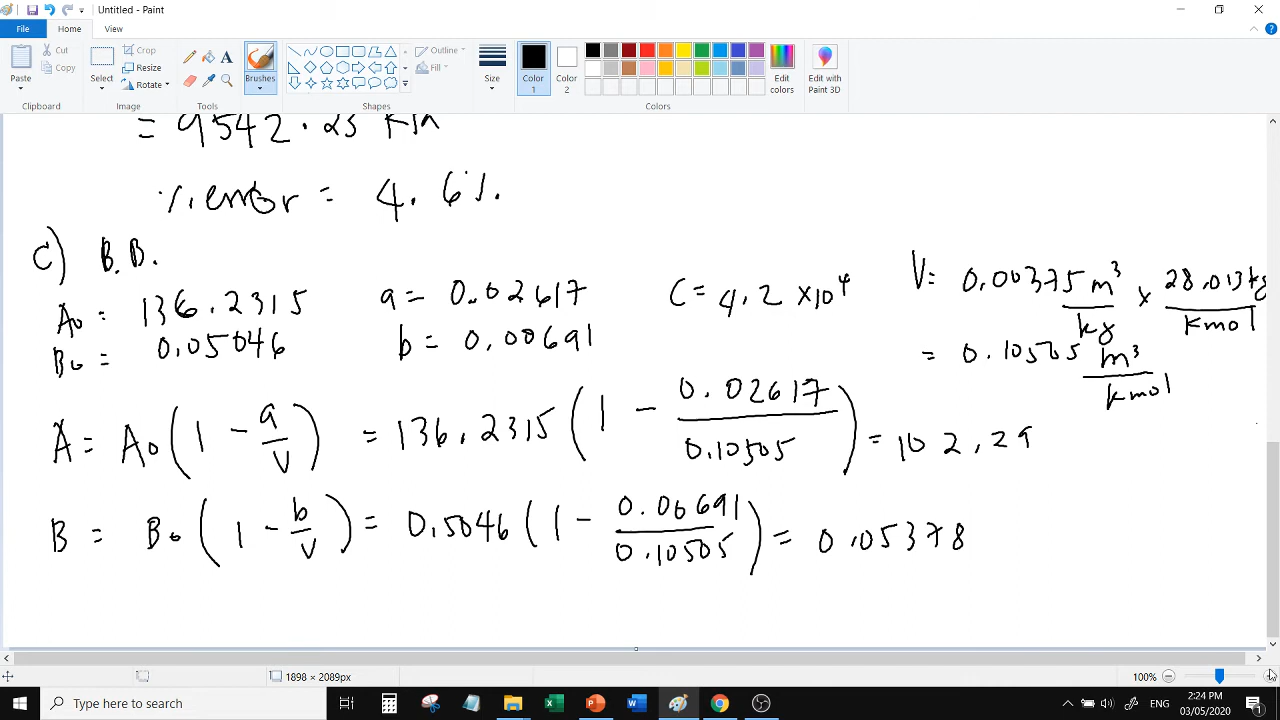 Untitled - Paint
File Home View
Paste Cut Copy
Select Crop Resize Rotate
Brushes
Outline Fill
Size
Color 1 Color 2
Edit colors
Edit with Paint 3D
Clipboard Image Tools Shapes Colors
= 9542.23 KPa
% error = 4.6%
C) B.B.
A₀ = 136.2315 a = 0.02617 C = 4.2 ×10⁴ V = 0.00375 m³/kg × 28.013 kg/kmol
B₀ = 0.05046 b = 0.00691 = 0.10505 m³/kmol
A = A₀(1 - a/V) = 136.2315(1 - 0.02617/0.10505) = 102.29
B = B₀(1 - b/V) = 0.5046(1 - 0.00691/0.10505) = 0.05378
1898 × 2089px 100%
Type here to search
ENG
2:24 PM
03/05/2020